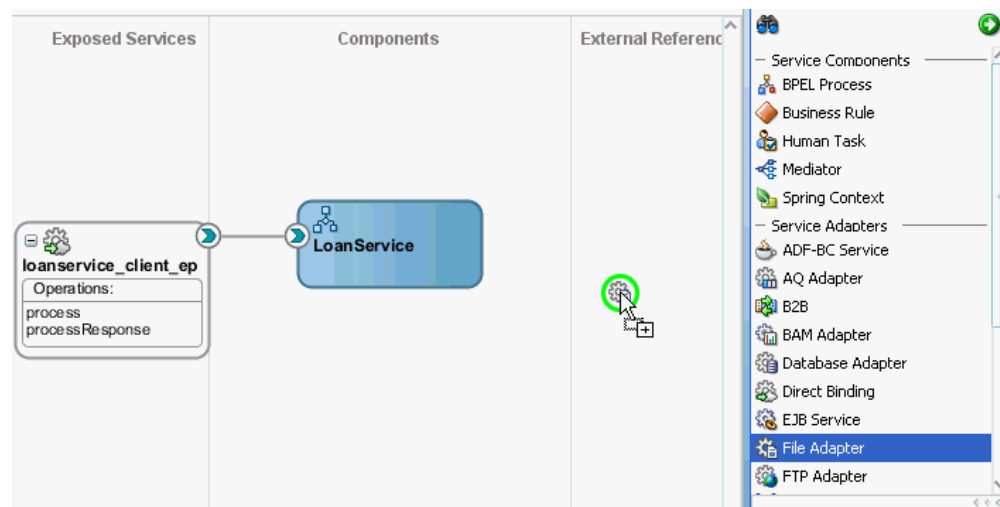 Exposed Services
Components
External Referenc
loanservice_client_ep
Operations:
process
processResponse
LoanService
Service Components
BPEL Process
Business Rule
Human Task
Mediator
Spring Context
Service Adapters
ADF-BC Service
AQ Adapter
B2B
BAM Adapter
Database Adapter
Direct Binding
EJB Service
File Adapter
FTP Adapter